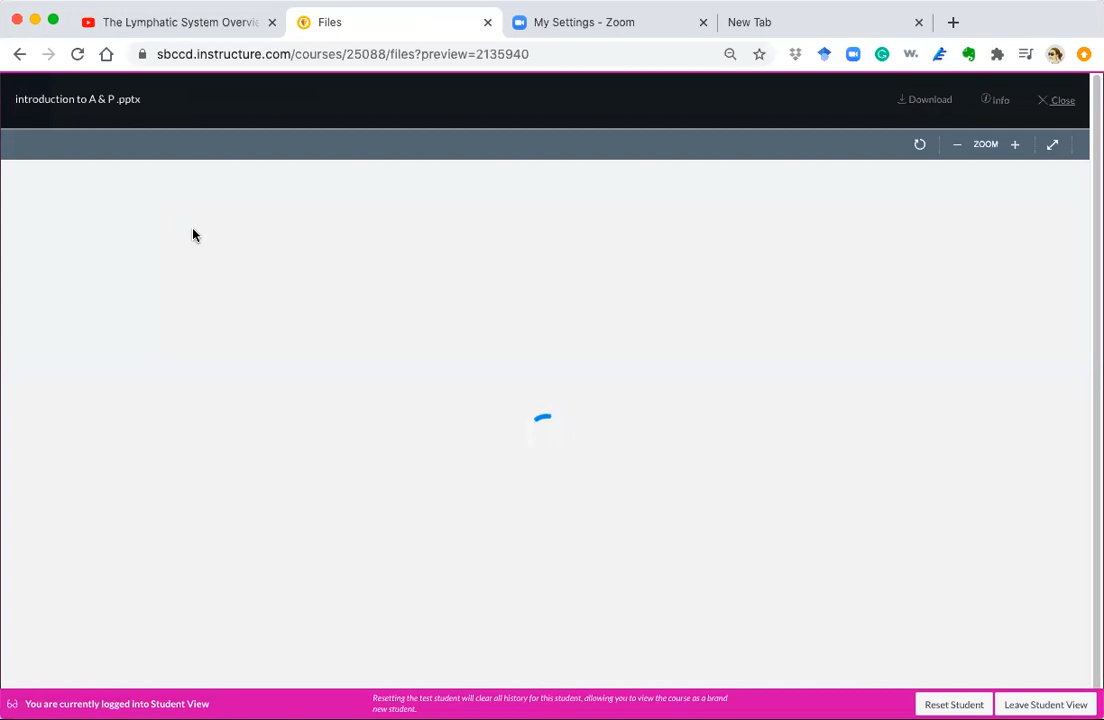 The Lymphatic System Overvie
Files
My Settings - Zoom
New Tab
sbccd.instructure.com/courses/25088/files?preview=2135940
introduction to A & P .pptx
Download
Info
Close
ZOOM
You are currently logged into Student View
Resetting the test student will clear all history for this student, allowing you to view the course as a brand
new student.
Reset Student
Leave Student View